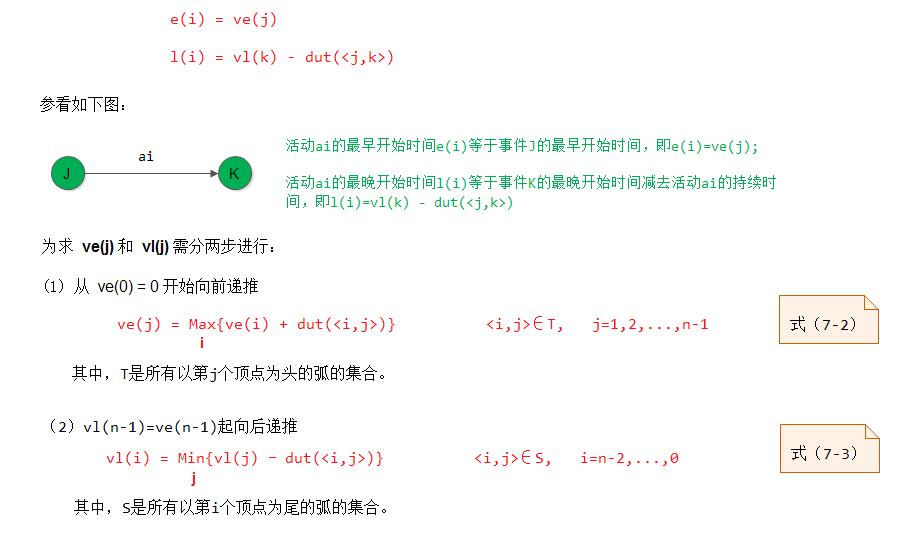 e(i) = ve(j)
l(i) = vl(k) - dut(<j,k>)
参看如下图：
J
ai
K
活动ai的最早开始时间e(i)等于事件J的最早开始时间，即e(i)=ve(j);
活动ai的最晚开始时间l(i)等于事件K的最晚开始时间减去活动ai的持续时
间，即l(i)=vl(k) - dut(<j,k>)
为求 ve(j) 和 vl(j) 需分两步进行：
（1）从 ve(0) = 0 开始向前递推
ve(j) = Max{ve(i) + dut(<i,j>)} <i,j>∈T, j=1,2,...,n-1
i
式（7-2）
其中，T是所有以第j个顶点为头的弧的集合。
（2）vl(n-1)=ve(n-1)起向后递推
vl(i) = Min{vl(j) - dut(<i,j>)} <i,j>∈S, i=n-2,...,0
j
式（7-3）
其中，S是所有以第i个顶点为尾的弧的集合。